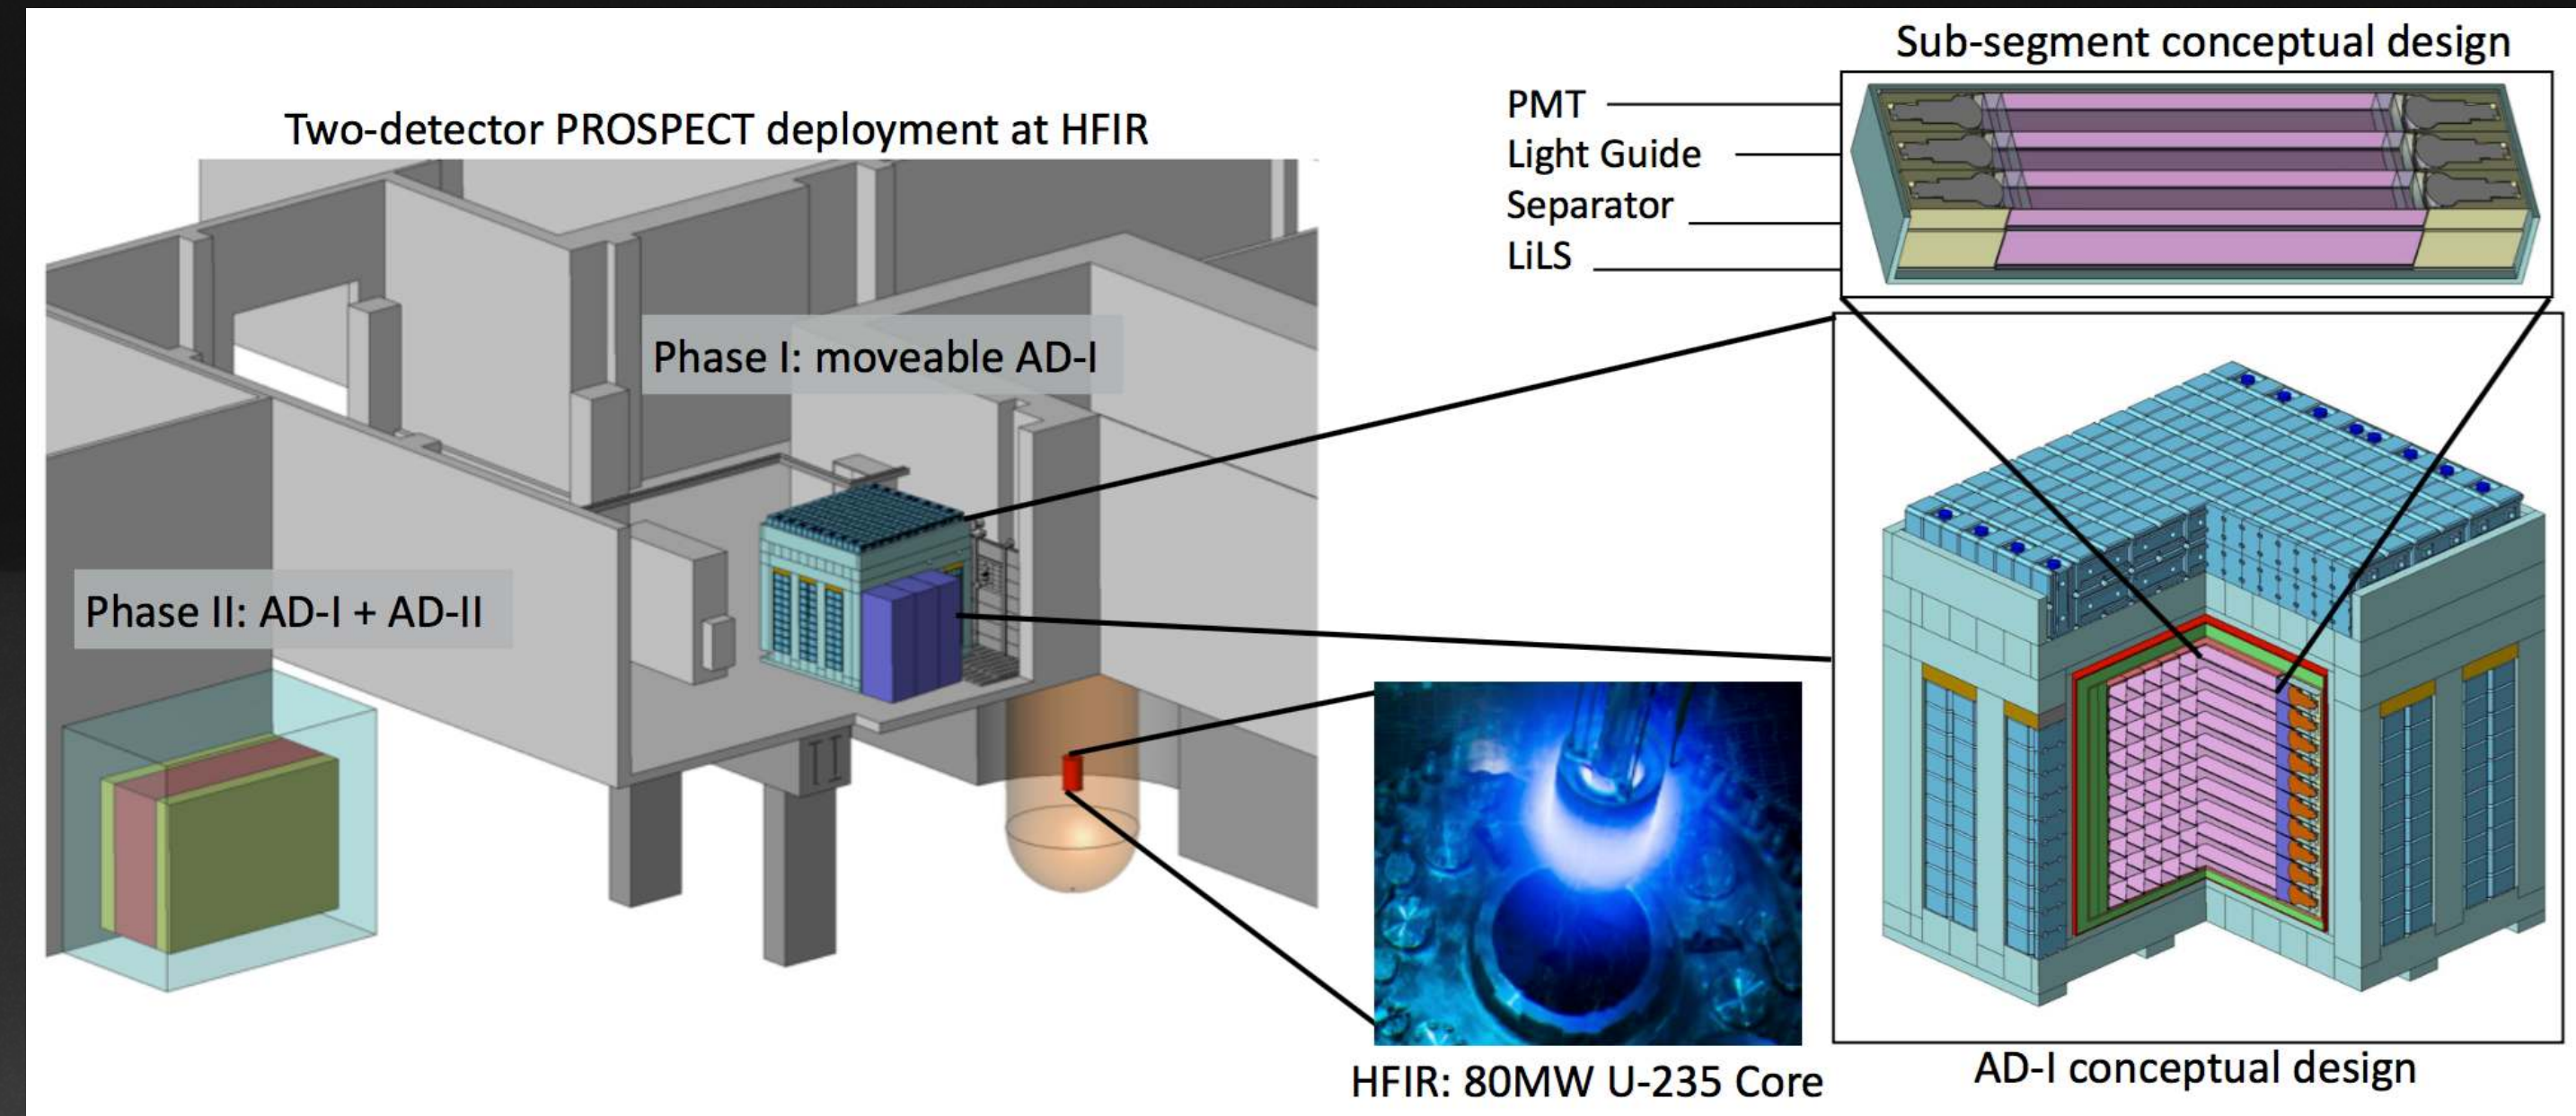 Sub-segment conceptual design
Two-detector PROSPECT deployment at HFIR
PMT
Light Guide
Separator
LiLS
Phase I: moveable AD-I
Phase II: AD-I + AD-II
HFIR: 80MW U-235 Core
AD-I conceptual design